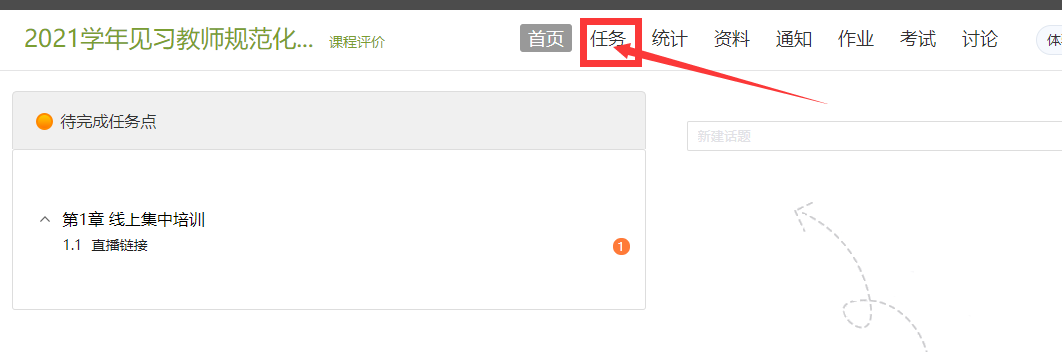 2021学年见习教师规范化... 课程评价 首页 任务 统计 资料 通知 作业 考试 讨论
待完成任务点
新建话题
第1章 线上集中培训
1.1 直播链接 1